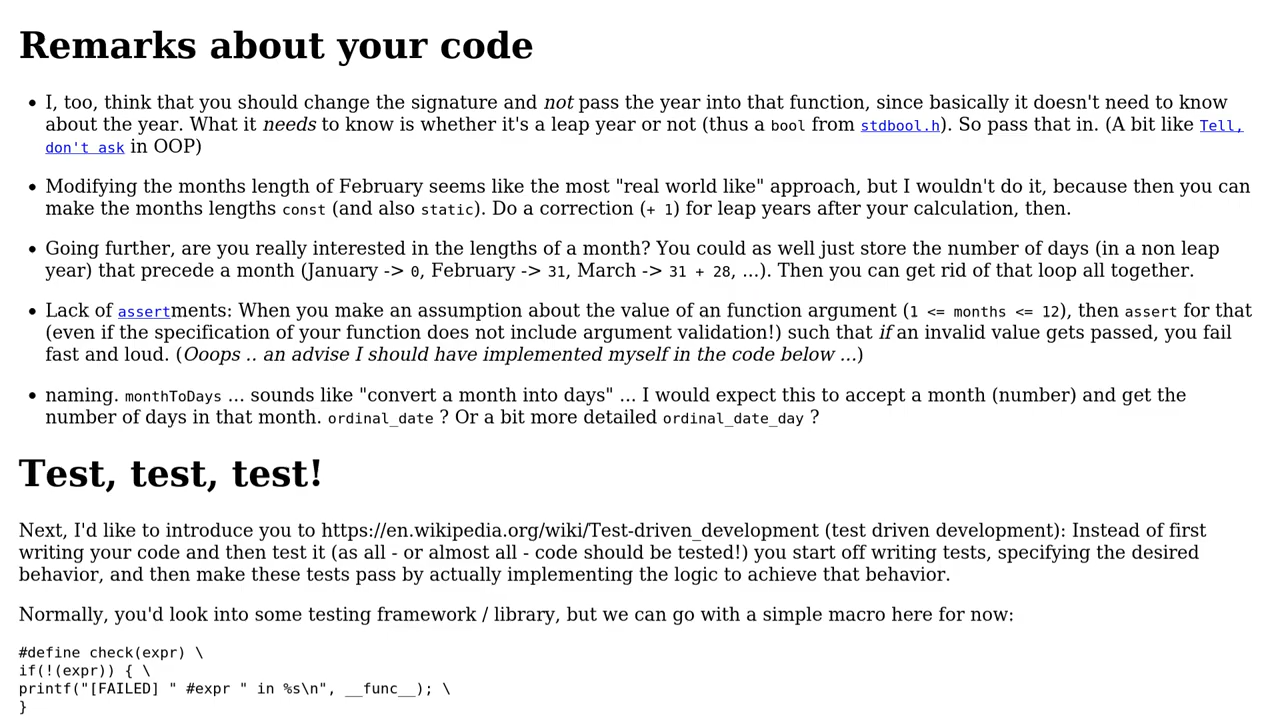 Remarks about your code
• I, too, think that you should change the signature and not pass the year into that function, since basically it doesn't need to know
about the year. What it needs to know is whether it's a leap year or not (thus a bool from stdbool.h). So pass that in. (A bit like Tell,
don't ask in OOP)
• Modifying the months length of February seems like the most "real world like" approach, but I wouldn't do it, because then you can
make the months lengths const (and also static). Do a correction (+ 1) for leap years after your calculation, then.
• Going further, are you really interested in the lengths of a month? You could as well just store the number of days (in a non leap
year) that precede a month (January -> 0, February -> 31, March -> 31 + 28, ...). Then you can get rid of that loop all together.
• Lack of assertments: When you make an assumption about the value of an function argument (1 <= months <= 12), then assert for that
(even if the specification of your function does not include argument validation!) such that if an invalid value gets passed, you fail
fast and loud. (Ooops .. an advise I should have implemented myself in the code below ...)
• naming. monthToDays ... sounds like "convert a month into days" ... I would expect this to accept a month (number) and get the
number of days in that month. ordinal_date ? Or a bit more detailed ordinal_date_day ?
Test, test, test!
Next, I'd like to introduce you to https://en.wikipedia.org/wiki/Test-driven_development (test driven development): Instead of first
writing your code and then test it (as all - or almost all - code should be tested!) you start off writing tests, specifying the desired
behavior, and then make these tests pass by actually implementing the logic to achieve that behavior.
Normally, you'd look into some testing framework / library, but we can go with a simple macro here for now:
#define check(expr) \
if(!(expr)) { \
printf("[FAILED] " #expr " in %s\n", __func__); \
}